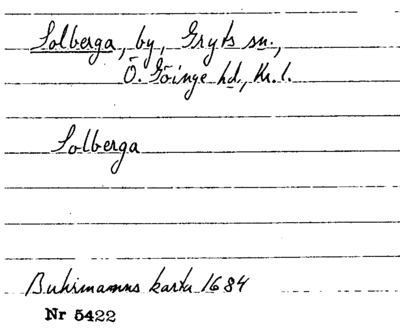 Solberga, by, Gryts sn.,
Ö. Göinge hd., Kr. l.
Solberga
Buhrmanns karta 1684
Nr 5422